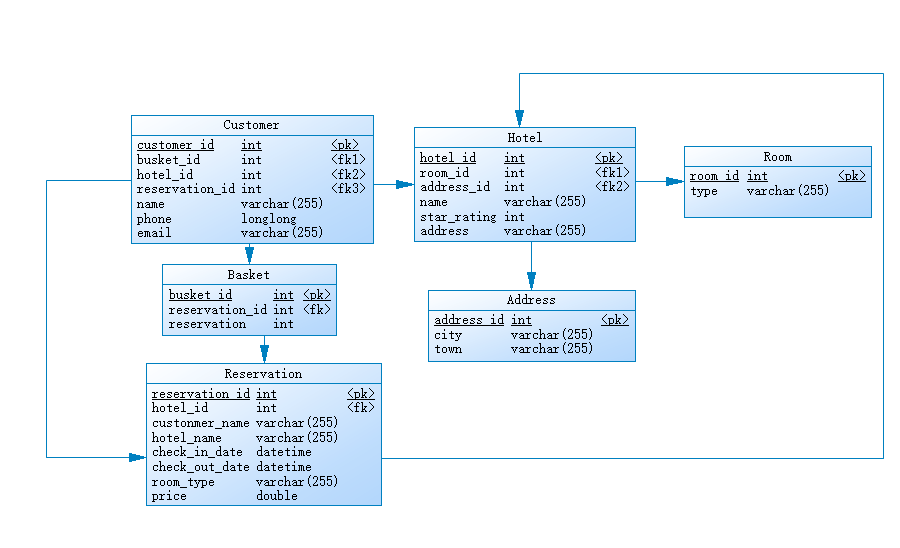 Customer
customer_id int <pk>
busket_id int <fk1>
hotel_id int <fk2>
reservation_id int <fk3>
name varchar(255)
phone longlong
email varchar(255)
Hotel
hotel_id int <pk>
room_id int <fk1>
address_id int <fk2>
name varchar(255)
star_rating int
address varchar(255)
Room
room_id int <pk>
type varchar(255)
Basket
busket_id int <pk>
reservation_id int <fk>
reservation int
Address
address_id int <pk>
city varchar(255)
town varchar(255)
Reservation
reservation_id int <pk>
hotel_id int <fk>
custonmer_name varchar(255)
hotel_name varchar(255)
check_in_date datetime
check_out_date datetime
room_type varchar(255)
price double